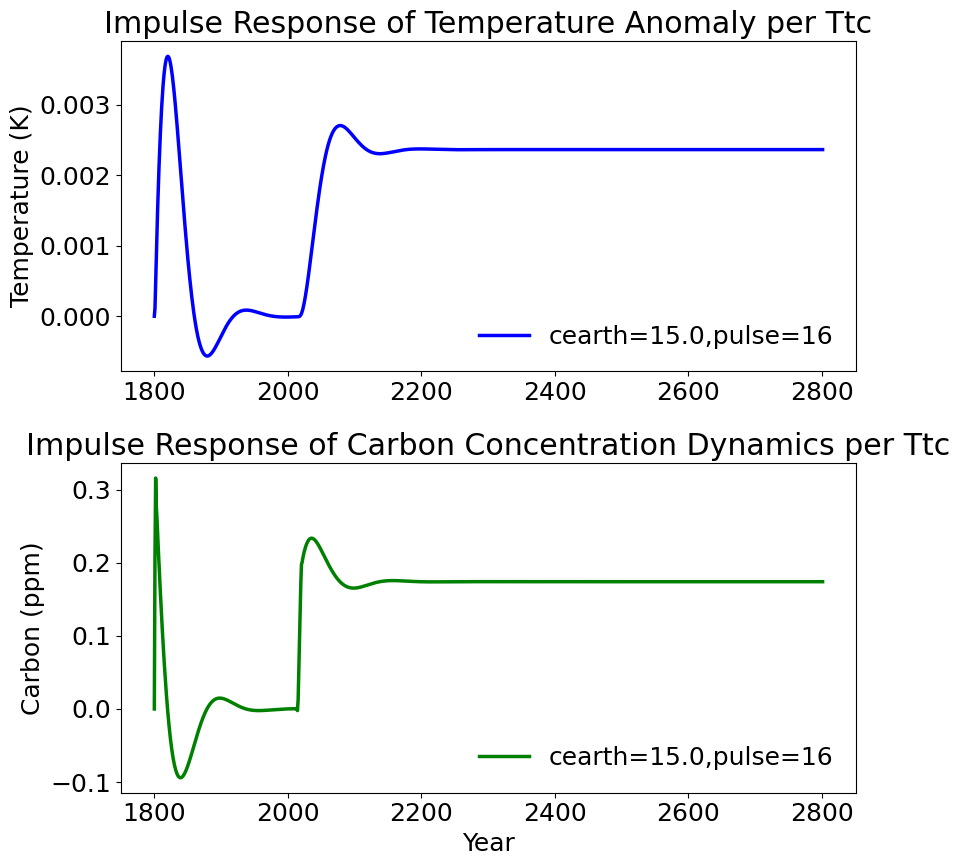 Impulse Response of Temperature Anomaly per Ttc
Temperature (K)
0.003
0.002
0.001
0.000
cearth=15.0,pulse=16
1800 2000 2200 2400 2600 2800
Impulse Response of Carbon Concentration Dynamics per Ttc
Carbon (ppm)
0.3
0.2
0.1
0.0
−0.1
cearth=15.0,pulse=16
1800 2000 2200 2400 2600 2800
Year